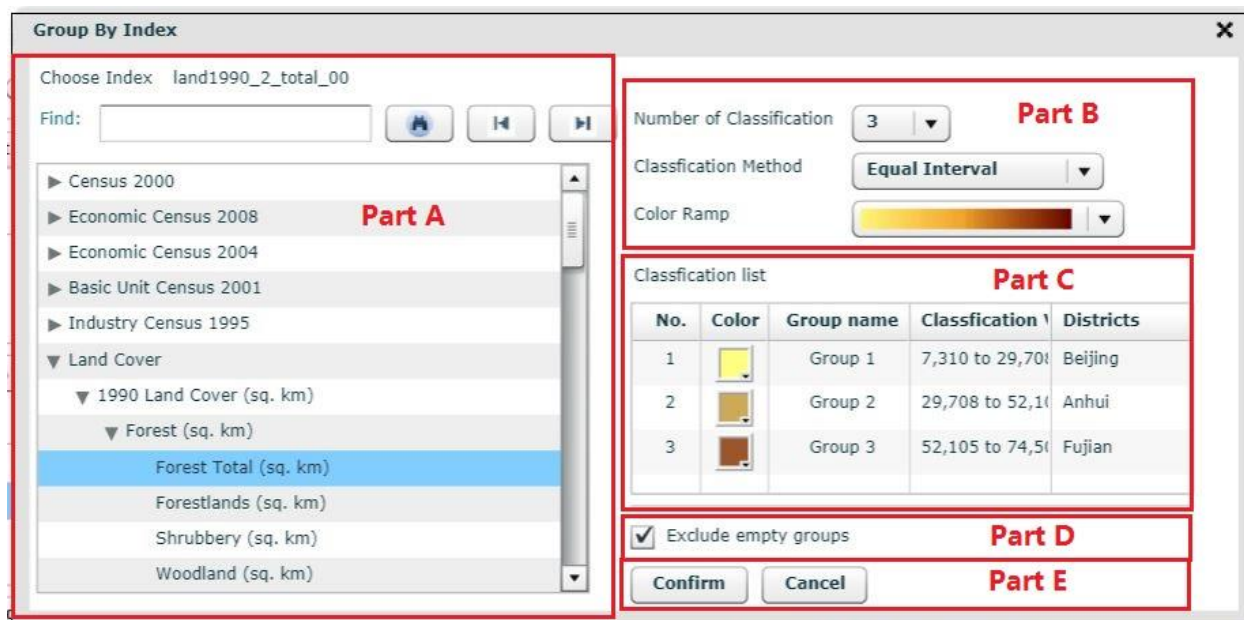 Group By Index
Choose Index land1990_2_total_00
Find:
Part A
Census 2000
Economic Census 2008
Economic Census 2004
Basic Unit Census 2001
Industry Census 1995
Land Cover
1990 Land Cover (sq. km)
Forest (sq. km)
Forest Total (sq. km)
Forestlands (sq. km)
Shrubbery (sq. km)
Woodland (sq. km)
Part B
Number of Classification 3
Classfication Method Equal Interval
Color Ramp
Part C
Classfication list
No. Color Group name Classfication V Districts
1 Group 1 7,310 to 29,708 Beijing
2 Group 2 29,708 to 52,10 Anhui
3 Group 3 52,105 to 74,50 Fujian
Exclude empty groups Part D
Confirm Cancel Part E